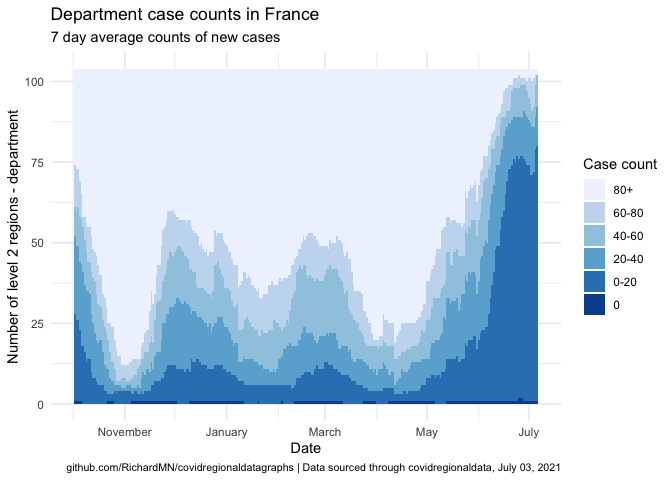 Department case counts in France
7 day average counts of new cases
Number of level 2 regions - department
100
75
50
25
0
November
January
March
May
July
Date
Case count
80+
60-80
40-60
20-40
0-20
0
github.com/RichardMN/covidregionaldatagraphs | Data sourced through covidregionaldata, July 03, 2021